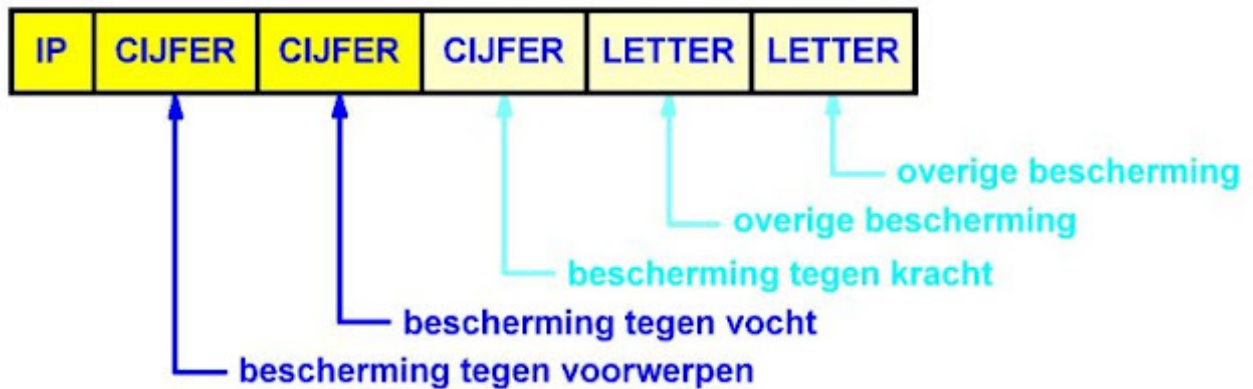 IP CIJFER CIJFER CIJFER LETTER LETTER
overige bescherming
overige bescherming
bescherming tegen kracht
bescherming tegen vocht
bescherming tegen voorwerpen